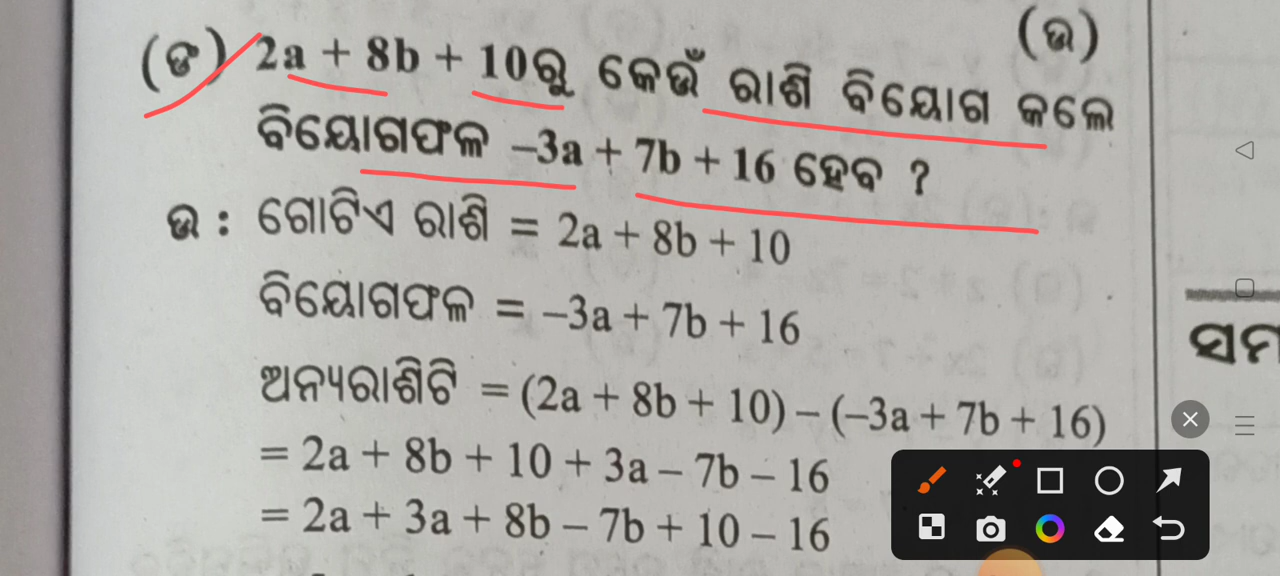 (ଙ) 2a + 8b + 10ରୁ କେଉଁ ରାଶି ବିୟୋଗ କଲେ
(ଭ)
ବିୟୋଗଫଳ –3a + 7b + 16 ହେବ ?
ଉ : ଗୋଟିଏ ରାଶି = 2a + 8b + 10
ବିୟୋଗଫଳ = –3a + 7b + 16
ଅନ୍ୟରାଶିଟି = (2a + 8b + 10) – (–3a + 7b + 16)
= 2a + 8b + 10 + 3a – 7b – 16
= 2a + 3a + 8b – 7b + 10 – 16
ସମ